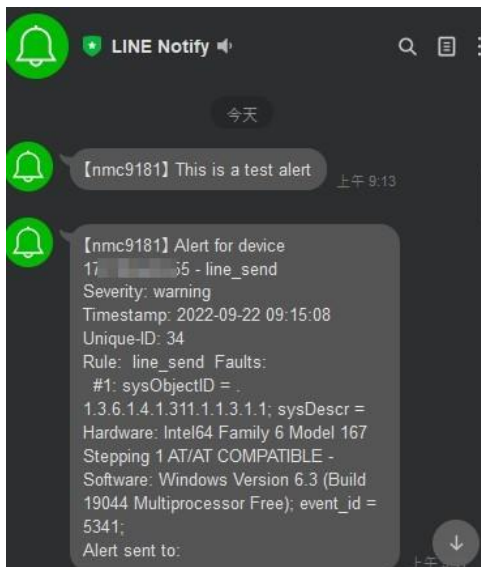 LINE Notify
今天
【nmc9181】This is a test alert
上午 9:13
【nmc9181】Alert for device
17 55 - line_send
Severity: warning
Timestamp: 2022-09-22 09:15:08
Unique-ID: 34
Rule: line_send Faults:
#1: sysObjectID = .
1.3.6.1.4.1.311.1.1.3.1.1; sysDescr =
Hardware: Intel64 Family 6 Model 167
Stepping 1 AT/AT COMPATIBLE -
Software: Windows Version 6.3 (Build
19044 Multiprocessor Free); event_id =
5341;
Alert sent to: